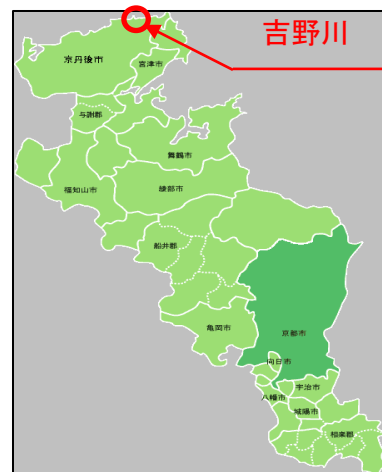 吉野川
京丹後市
宮津市
与謝郡
舞鶴市
福知山市
綾部市
船井郡
亀岡市
京都市
向日市
宇治市
八幡市
城陽市
相楽郡